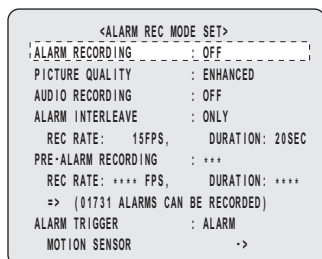 <ALARM REC MODE SET>
ALARM RECORDING : OFF
PICTURE QUALITY : ENHANCED
AUDIO RECORDING : OFF
ALARM INTERLEAVE : ONLY
REC RATE: 15FPS, DURATION: 20SEC
PRE-ALARM RECORDING : ***
REC RATE: **** FPS, DURATION: ****
=> (01731 ALARMS CAN BE RECORDED)
ALARM TRIGGER : ALARM
MOTION SENSOR ->